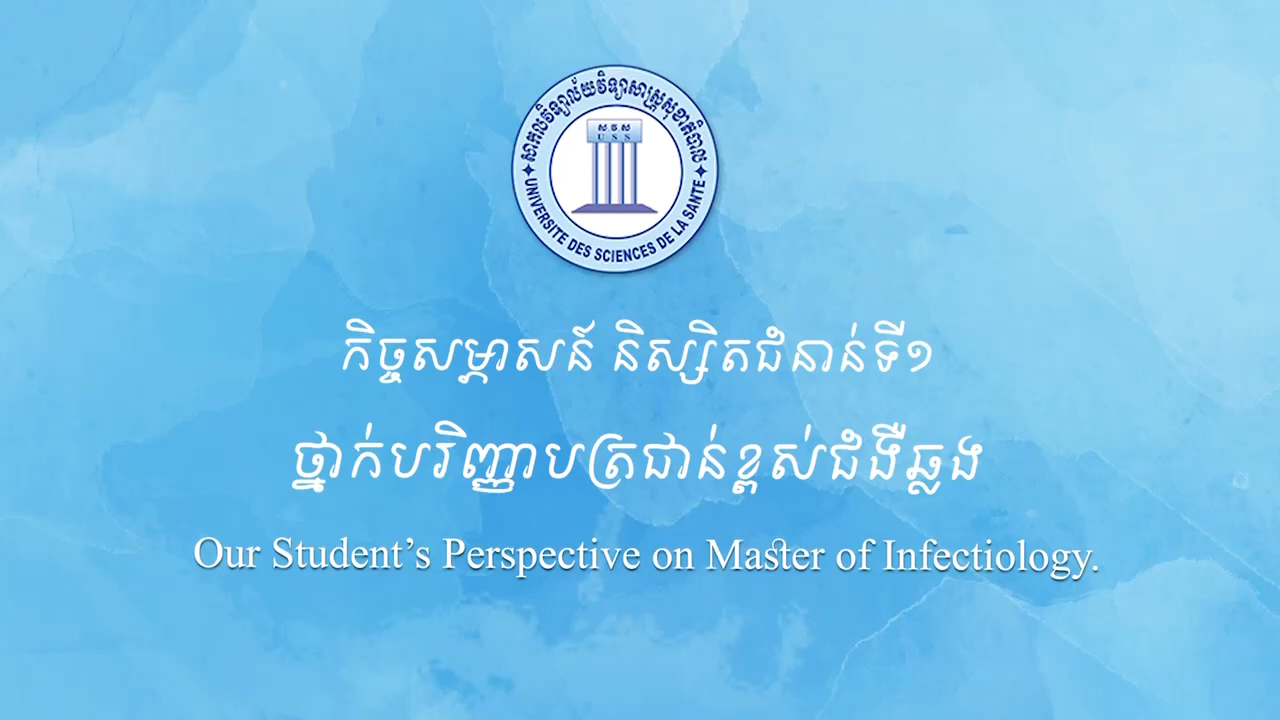 សាកលវិទ្យាល័យវិទ្យាសាស្ត្រសុខាភិបាល
ស.វ.ស
U S S
UNIVERSITE DES SCIENCES DE LA SANTE
កិច្ចសម្ភាសន៍ និស្សិតជំនាន់ទី១
ថ្នាក់បរិញ្ញាបត្រជាន់ខ្ពស់ជំងឺឆ្លង
Our Student’s Perspective on Master of Infectiology.